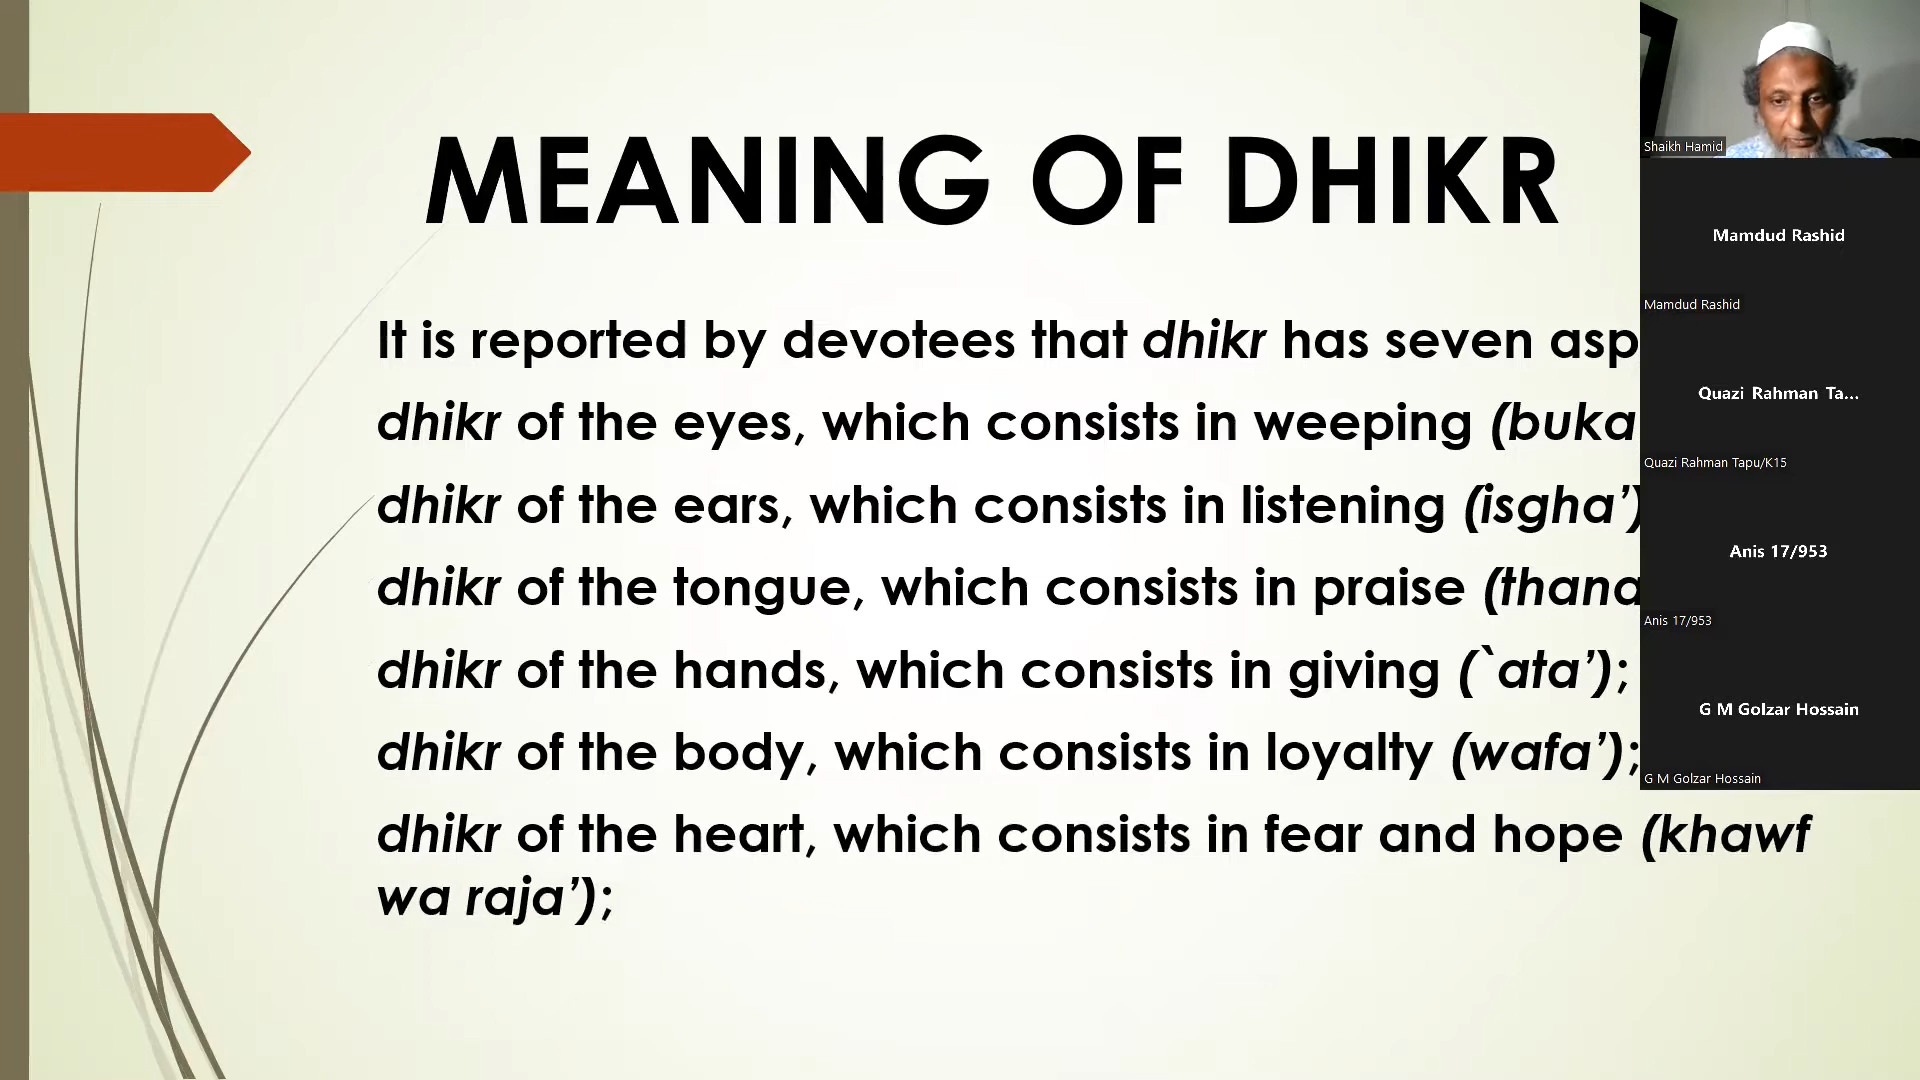 MEANING OF DHIKR
It is reported by devotees that dhikr has seven
dhikr of the eyes, which consists in weeping (buka
dhikr of the ears, which consists in listening (isgha’)
dhikr of the tongue, which consists in praise (thana
dhikr of the hands, which consists in giving (`ata’);
dhikr of the body, which consists in loyalty (wafa’);
dhikr of the heart, which consists in fear and hope (khawf
wa raja’);
Shaikh Hamid
Mamdud Rashid
Mamdud Rashid
Quazi Rahman Ta...
Quazi Rahman Tapu/K15
Anis 17/953
Anis 17/953
G M Golzar Hossain
G M Golzar Hossain